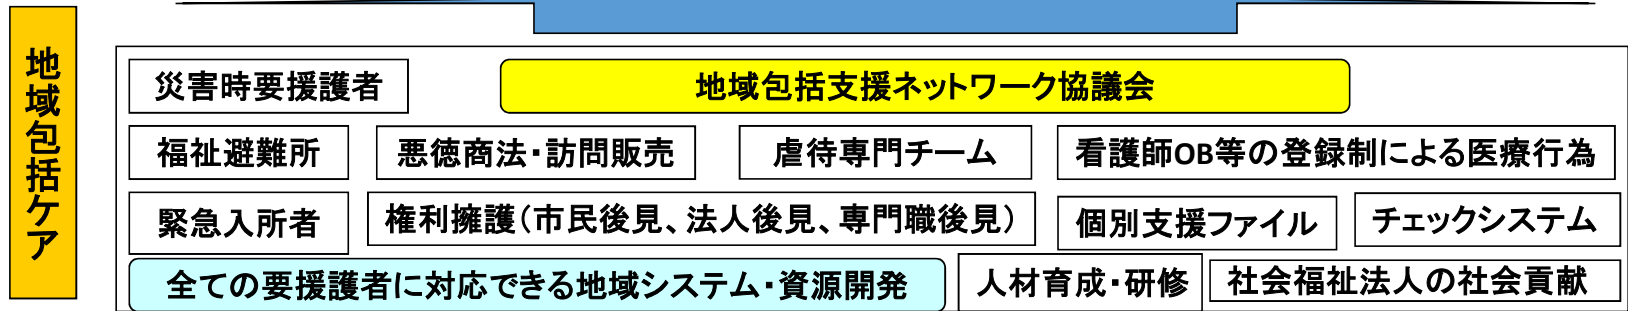 地域包括ケア
災害時要援護者
地域包括支援ネットワーク協議会
福祉避難所
悪徳商法・訪問販売
虐待専門チーム
看護師OB等の登録制による医療行為
緊急入所者
権利擁護（市民後見、法人後見、専門職後見）
個別支援ファイル
チェックシステム
全ての要援護者に対応できる地域システム・資源開発
人材育成・研修
社会福祉法人の社会貢献